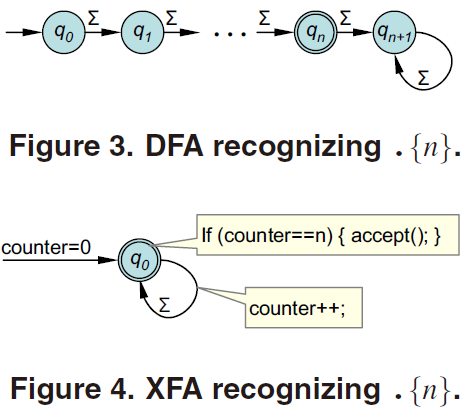 q0 Σ q1 Σ ... Σ qn Σ qn+1
Σ
Figure 3. DFA recognizing .{n}.
If (counter==n) { accept(); }
counter=0
q0
Σ
counter++;
Figure 4. XFA recognizing .{n}.